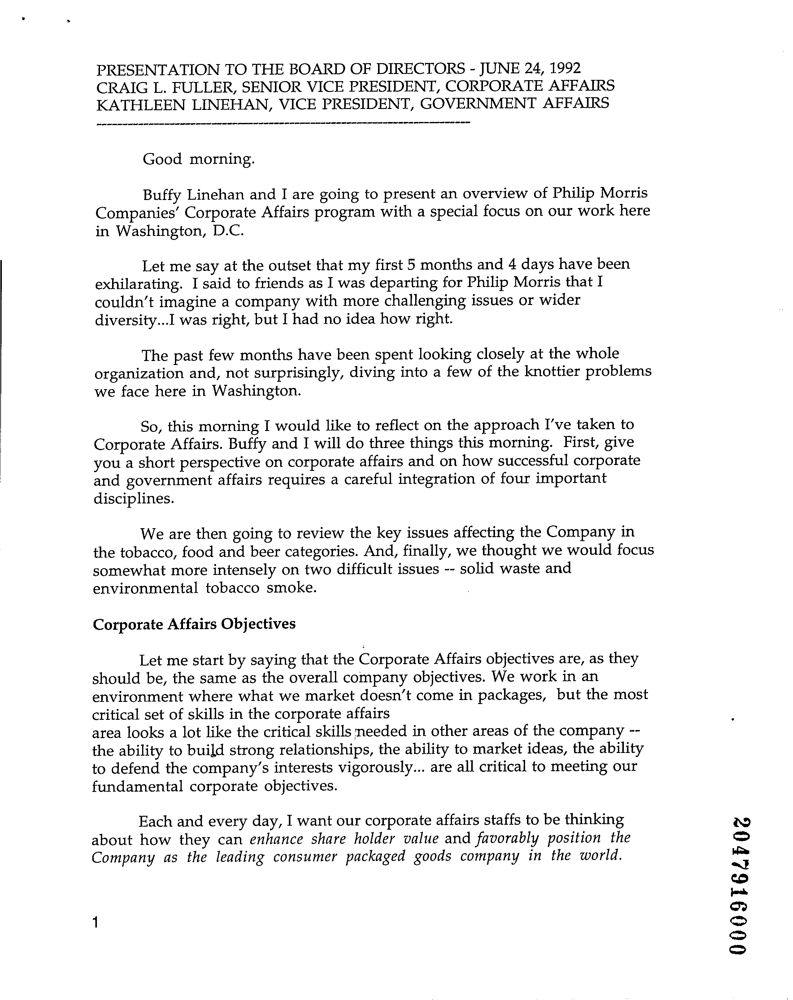 PRESENTATION TO THE BOARD OF DIRECTORS - JUNE 24, 1992
CRAIG L. FULLER, SENIOR VICE PRESIDENT, CORPORATE AFFAIRS
KATHLEEN LINEHAN, VICE PRESIDENT, GOVERNMENT AFFAIRS
----------------------------------------------------------------------
Good morning.
Buffy Linehan and I are going to present an overview of Philip Morris
Companies' Corporate Affairs program with a special focus on our work here
in Washington, D.C.
Let me say at the outset that my first 5 months and 4 days have been
exhilarating. I said to friends as I was departing for Philip Morris that I
couldn't imagine a company with more challenging issues or wider
diversity...I was right, but I had no idea how right.
The past few months have been spent looking closely at the whole
organization and, not surprisingly, diving into a few of the knottier problems
we face here in Washington.
So, this morning I would like to reflect on the approach I've taken to
Corporate Affairs. Buffy and I will do three things this morning. First, give
you a short perspective on corporate affairs and on how successful corporate
and government affairs requires a careful integration of four important
disciplines.
We are then going to review the key issues affecting the Company in
the tobacco, food and beer categories. And, finally, we thought we would focus
somewhat more intensely on two difficult issues -- solid waste and
environmental tobacco smoke.
Corporate Affairs Objectives
Let me start by saying that the Corporate Affairs objectives are, as they
should be, the same as the overall company objectives. We work in an
environment where what we market doesn't come in packages, but the most
critical set of skills in the corporate affairs
area looks a lot like the critical skills needed in other areas of the company --
the ability to build strong relationships, the ability to market ideas, the ability
to defend the company's interests vigorously... are all critical to meeting our
fundamental corporate objectives.
Each and every day, I want our corporate affairs staffs to be thinking
about how they can enhance share holder value and favorably position the
Company as the leading consumer packaged goods company in the world.
1
2047916000